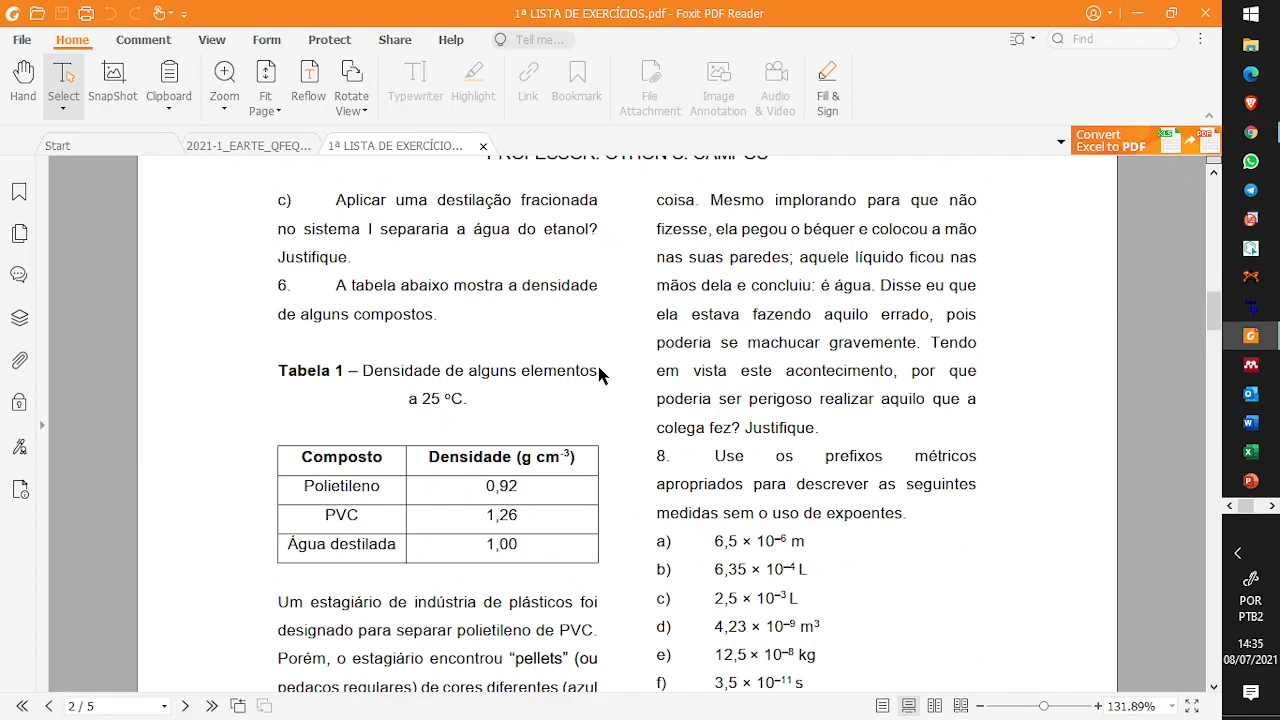 1ª LISTA DE EXERCÍCIOS.pdf - Foxit PDF Reader
File Home Comment View Form Protect Share Help Tell me... Find
Hand Select SnapShot Clipboard Zoom Fit Page Reflow Rotate View Typewriter Highlight Link Bookmark File Attachment Image Annotation Audio & Video Fill & Sign
Start 2021-1_EARTE_QFEQ... 1ª LISTA DE EXERCÍCIO...
Convert
Excel to PDF
XLS PDF
c) Aplicar uma destilação fracionada
no sistema I separaria a água do etanol?
Justifique.
6. A tabela abaixo mostra a densidade
de alguns compostos.
Tabela 1 – Densidade de alguns elementos
a 25 ºC.
Composto Densidade (g cm⁻³)
Polietileno 0,92
PVC 1,26
Água destilada 1,00
Um estagiário de indústria de plásticos foi
designado para separar polietileno de PVC.
Porém, o estagiário encontrou “pellets” (ou
pedaços regulares) de cores diferentes (azul
coisa. Mesmo implorando para que não
fizesse, ela pegou o béquer e colocou a mão
nas suas paredes; aquele líquido ficou nas
mãos dela e concluiu: é água. Disse eu que
ela estava fazendo aquilo errado, pois
poderia se machucar gravemente. Tendo
em vista este acontecimento, por que
poderia ser perigoso realizar aquilo que a
colega fez? Justifique.
8. Use os prefixos métricos
apropriados para descrever as seguintes
medidas sem o uso de expoentes.
a) 6,5 × 10⁻⁶ m
b) 6,35 × 10⁻⁴ L
c) 2,5 × 10⁻³ L
d) 4,23 × 10⁻⁹ m³
e) 12,5 × 10⁻⁸ kg
f) 3,5 × 10⁻¹¹ s
2 / 5
131.89%
POR
PTB2
14:35
08/07/2021